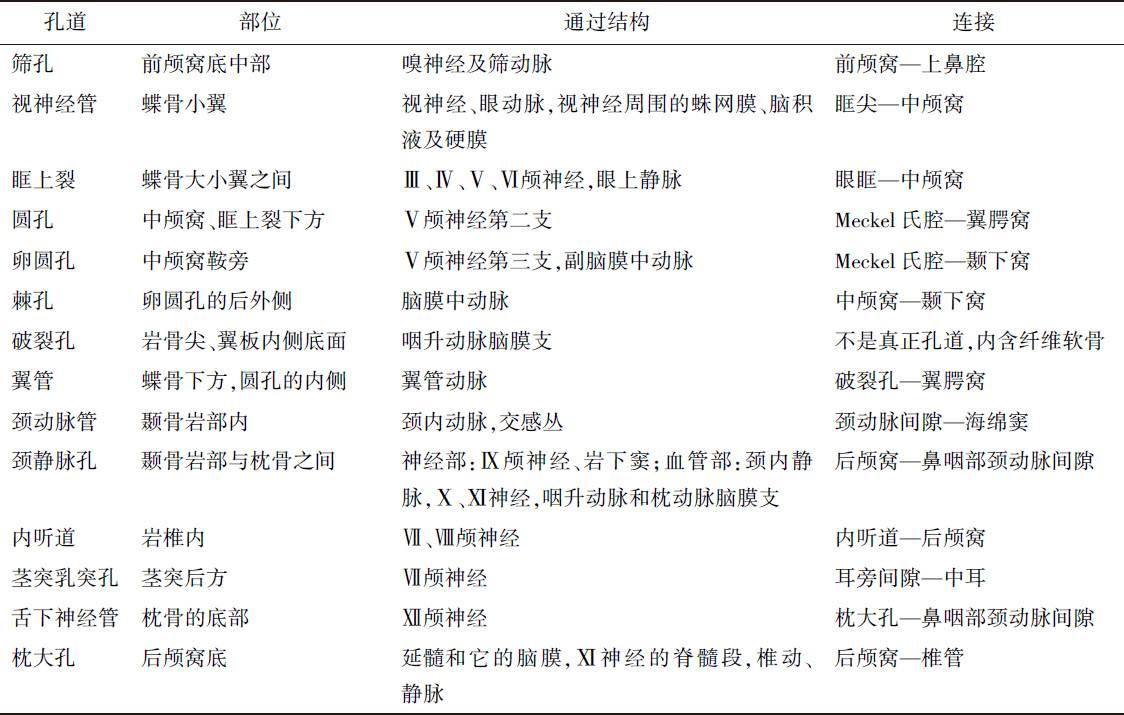 孔道 部位 通过结构 连接
筛孔 前颅窝底中部 嗅神经及筛动脉 前颅窝—上鼻腔
视神经管 蝶骨小翼 视神经、眼动脉,视神经周围的蛛网膜、脑积 眶尖—中颅窝
液及硬膜
眶上裂 蝶骨大小翼之间 Ⅲ、Ⅳ、Ⅴ、Ⅵ颅神经,眼上静脉 眼眶—中颅窝
圆孔 中颅窝、眶上裂下方 Ⅴ颅神经第二支 Meckel 氏腔—翼腭窝
卵圆孔 中颅窝鞍旁 Ⅴ颅神经第三支,副脑膜中动脉 Meckel 氏腔—颞下窝
棘孔 卵圆孔的后外侧 脑膜中动脉 中颅窝—颞下窝
破裂孔 岩骨尖、翼板内侧底面 咽升动脉脑膜支 不是真正孔道,内含纤维软骨
翼管 蝶骨下方,圆孔的内侧 翼管动脉 破裂孔—翼腭窝
颈动脉管 颞骨岩部内 颈内动脉,交感丛 颈动脉间隙—海绵窦
颈静脉孔 颞骨岩部与枕骨之间 神经部:Ⅸ颅神经、岩下窦;血管部:颈内静 后颅窝—鼻咽部颈动脉间隙
脉,Ⅹ、Ⅺ神经,咽升动脉和枕动脉脑膜支
内听道 岩椎内 Ⅶ、Ⅷ颅神经 内听道—后颅窝
茎突乳突孔 茎突后方 Ⅶ颅神经 耳旁间隙—中耳
舌下神经管 枕骨的底部 Ⅻ颅神经 枕大孔—鼻咽部颈动脉间隙
枕大孔 后颅窝底 延髓和它的脑膜,Ⅺ神经的脊髓段,椎动、 后颅窝—椎管
静脉